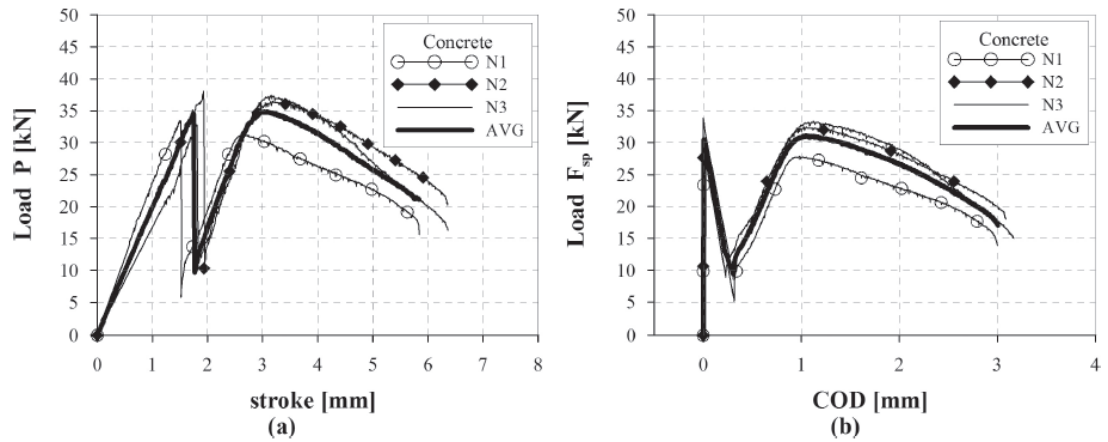 50
45
40
35
30
25
20
15
10
5
0
Load P [kN]
Concrete
N1
N2
N3
AVG
0 1 2 3 4 5 6 7 8
stroke [mm]
(a)
50
45
40
35
30
25
20
15
10
5
0
Load Fsp [kN]
Concrete
N1
N2
N3
AVG
0 1 2 3 4
COD [mm]
(b)